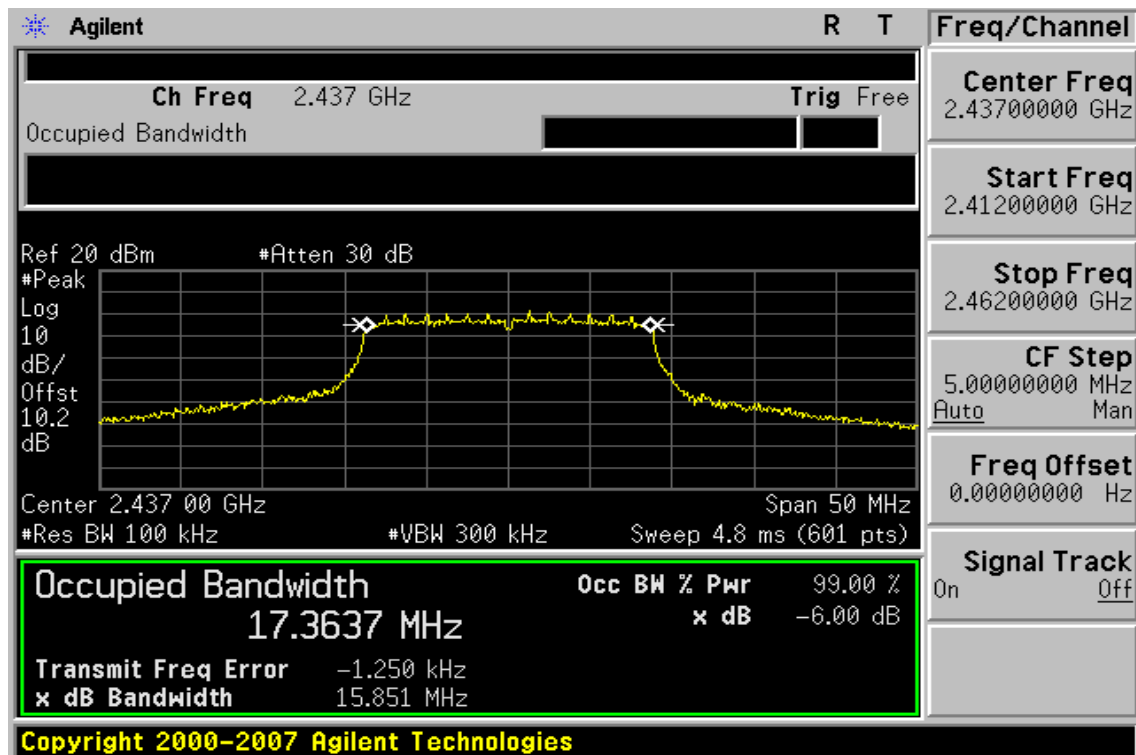 Agilent R T
Ch Freq 2.437 GHz Trig Free
Occupied Bandwidth
Ref 20 dBm #Atten 30 dB
#Peak
Log
10
dB/
Offst
10.2
dB
Center 2.437 00 GHz Span 50 MHz
#Res BW 100 kHz #VBW 300 kHz Sweep 4.8 ms (601 pts)
Occupied Bandwidth
17.3637 MHz
Occ BW % Pwr 99.00 %
x dB -6.00 dB
Transmit Freq Error -1.250 kHz
x dB Bandwidth 15.851 MHz
Copyright 2000-2007 Agilent Technologies
Freq/Channel
Center Freq
2.43700000 GHz
Start Freq
2.41200000 GHz
Stop Freq
2.46200000 GHz
CF Step
5.00000000 MHz
Auto Man
Freq Offset
0.00000000 Hz
Signal Track
On Off